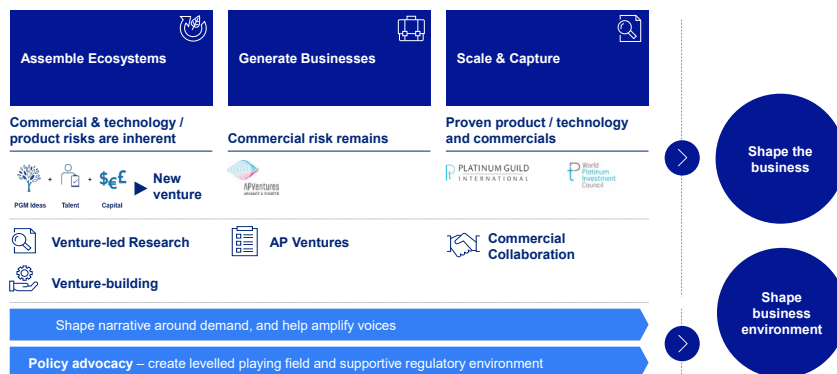 Assemble Ecosystems
Generate Businesses
Scale & Capture
Commercial & technology /
product risks are inherent
Commercial risk remains
Proven product / technology
and commercials
PGM Ideas
+
Talent
+
$€£
Capital
New
venture
APVentures
ADVANCE & DISRUPT
PLATINUM GUILD
INTERNATIONAL
World
Platinum
Investment
Council
Venture-led Research
AP Ventures
Commercial
Collaboration
Venture-building
Shape narrative around demand, and help amplify voices
Policy advocacy – create levelled playing field and supportive regulatory environment
Shape the
business
Shape
business
environment